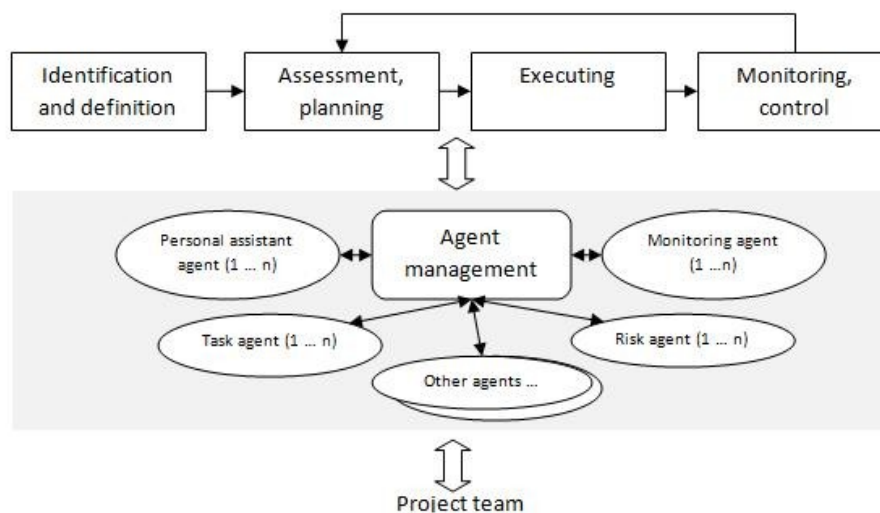 Identification
and definition
Assessment,
planning
Executing
Monitoring,
control
Personal assistant
agent (1 ... n)
Agent
management
Monitoring agent
(1 ...n)
Task agent (1 ... n)
Risk agent (1 ... n)
Other agents ...
Project team